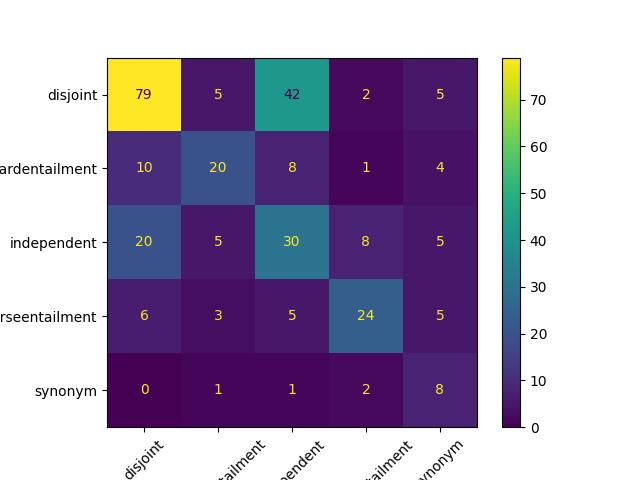 disjoint 79 5 42 2 5
ardentailment 10 20 8 1 4
independent 20 5 30 8 5
rseentailment 6 3 5 24 5
synonym 0 1 1 2 8
disjoint tailment pendent tailment ynonym
70
60
50
40
30
20
10
0